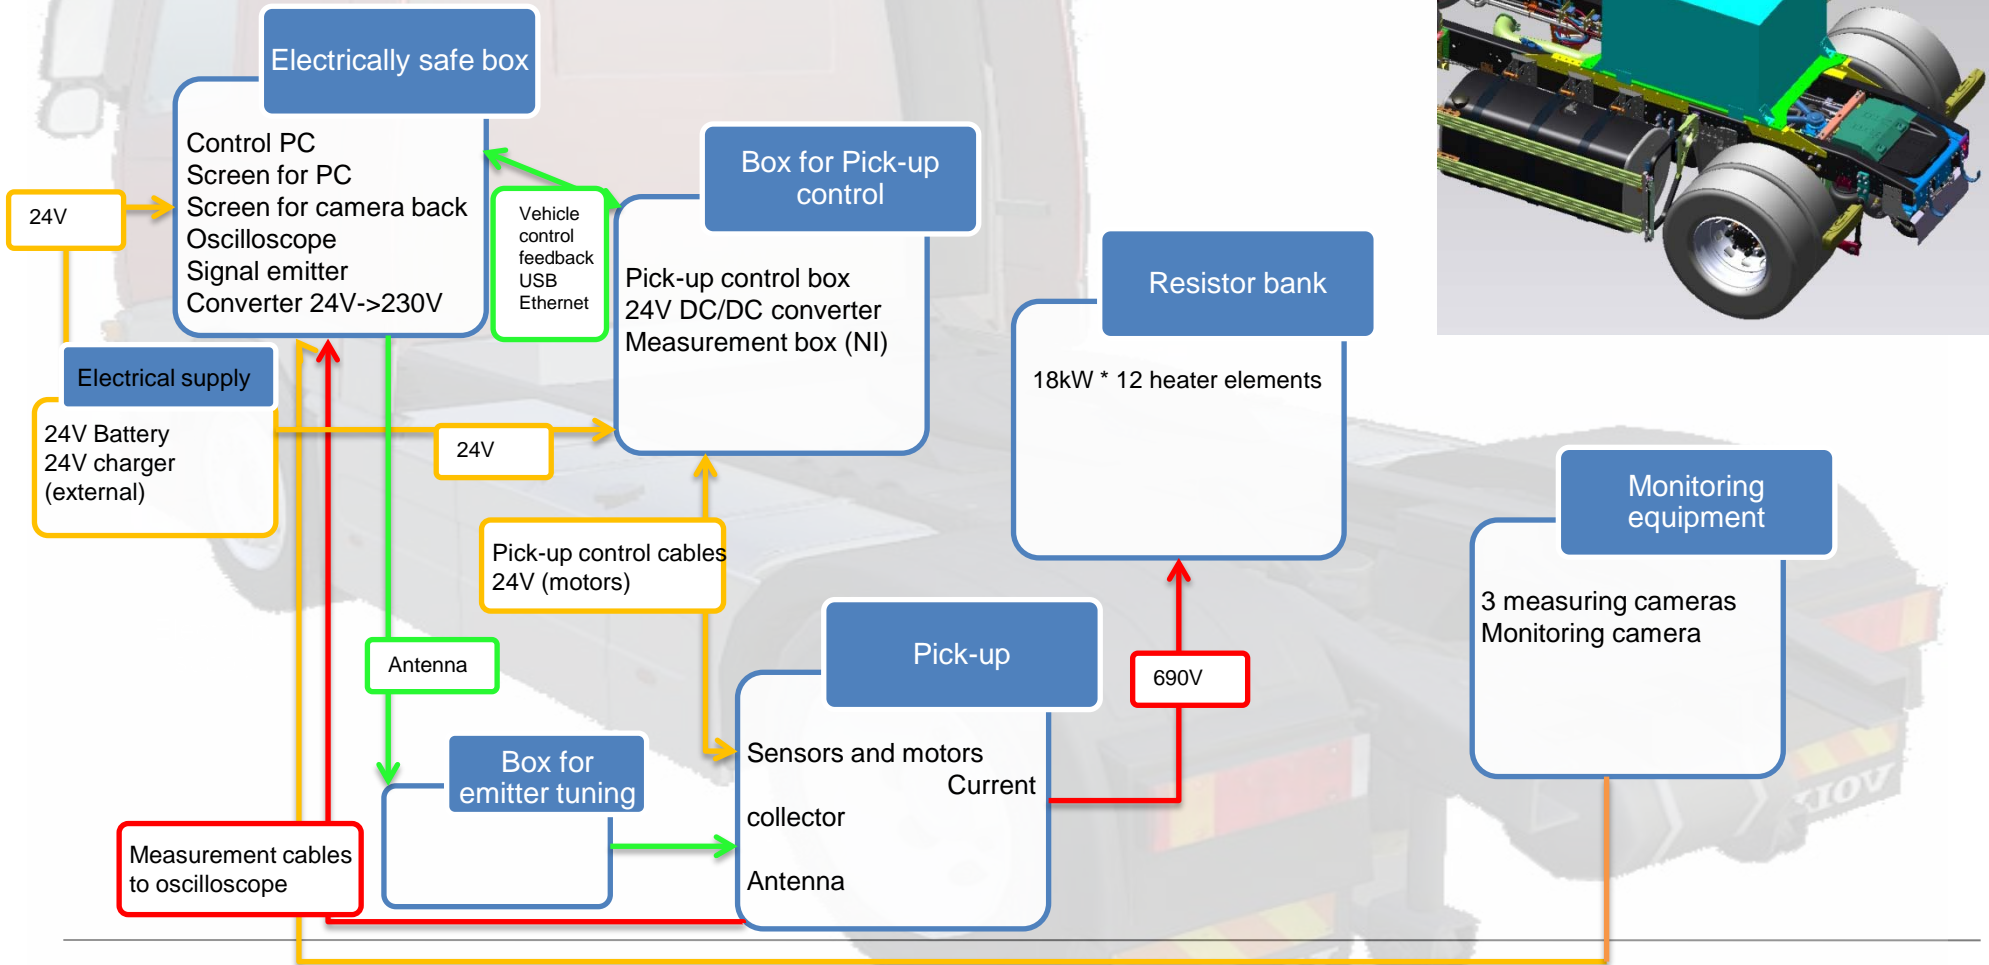 Electrically safe box
Control PC
Screen for PC
Screen for camera back
Oscilloscope
Signal emitter
Converter 24V->230V
24V
Vehicle
control
feedback
USB
Ethernet
Box for Pick-up
control
Pick-up control box
24V DC/DC converter
Measurement box (NI)
Resistor bank
18kW * 12 heater elements
Electrical supply
24V Battery
24V charger
(external)
24V
Pick-up control cables
24V (motors)
Monitoring
equipment
3 measuring cameras
Monitoring camera
Antenna
Pick-up
Sensors and motors
Current
collector
Antenna
690V
Box for
emitter tuning
Measurement cables
to oscilloscope